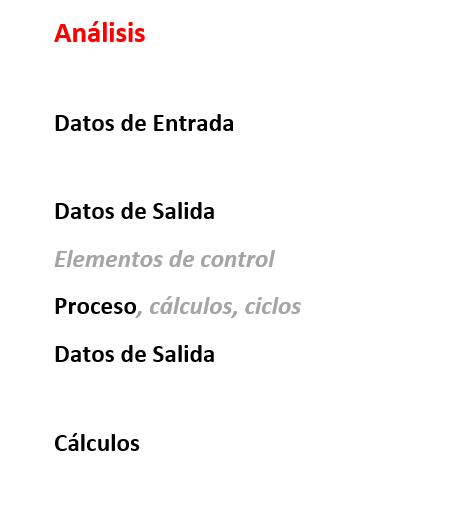 Análisis
Datos de Entrada
Datos de Salida
Elementos de control
Proceso, cálculos, ciclos
Datos de Salida
Cálculos